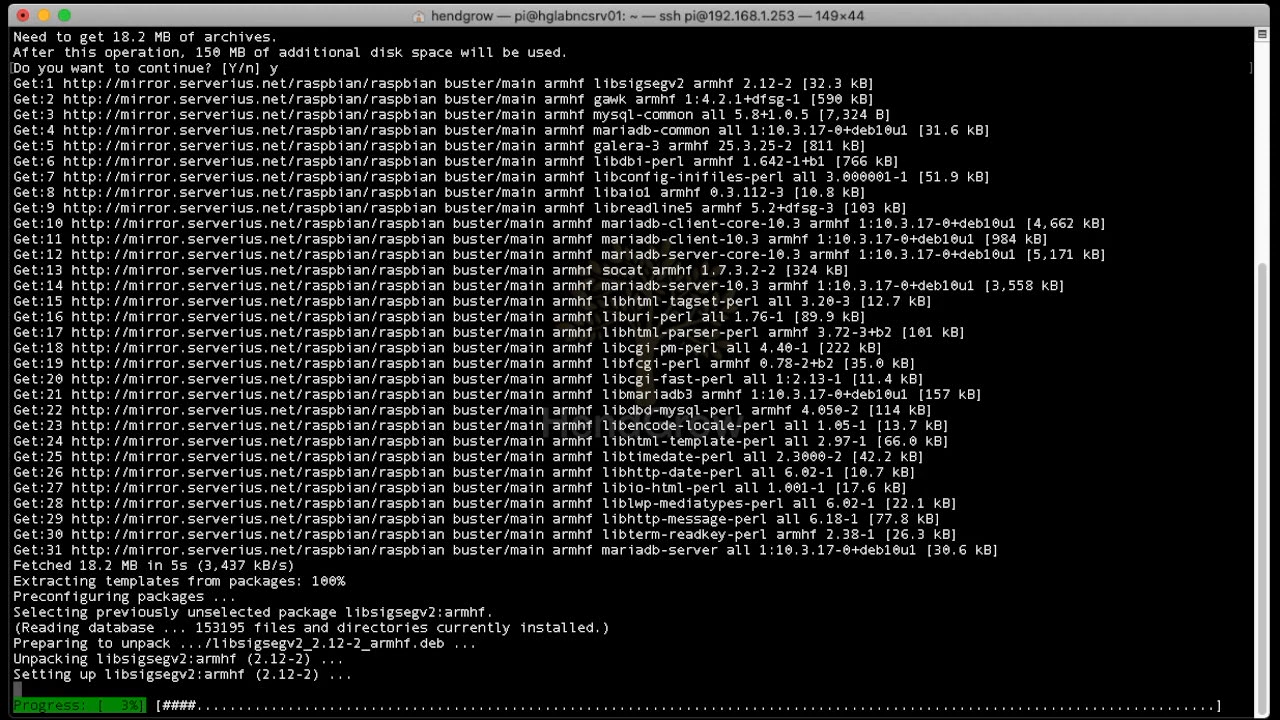 hendgrow — pi@hglabncsrv01: ~ — ssh pi@192.168.1.253 — 149×44
Need to get 18.2 MB of archives.
After this operation, 150 MB of additional disk space will be used.
Do you want to continue? [Y/n] y
Get:1 http://mirror.serverius.net/raspbian/raspbian buster/main armhf libsigsegv2 armhf 2.12-2 [32.3 kB]
Get:2 http://mirror.serverius.net/raspbian/raspbian buster/main armhf gawk armhf 1:4.2.1+dfsg-1 [590 kB]
Get:3 http://mirror.serverius.net/raspbian/raspbian buster/main armhf mysql-common all 5.8+1.0.5 [7,324 B]
Get:4 http://mirror.serverius.net/raspbian/raspbian buster/main armhf mariadb-common all 1:10.3.17-0+deb10u1 [31.6 kB]
Get:5 http://mirror.serverius.net/raspbian/raspbian buster/main armhf galera-3 armhf 25.3.25-2 [811 kB]
Get:6 http://mirror.serverius.net/raspbian/raspbian buster/main armhf libdbi-perl armhf 1.642-1+b1 [766 kB]
Get:7 http://mirror.serverius.net/raspbian/raspbian buster/main armhf libconfig-inifiles-perl all 3.000001-1 [51.9 kB]
Get:8 http://mirror.serverius.net/raspbian/raspbian buster/main armhf libaio1 armhf 0.3.112-3 [10.8 kB]
Get:9 http://mirror.serverius.net/raspbian/raspbian buster/main armhf libreadline5 armhf 5.2+dfsg-3 [103 kB]
Get:10 http://mirror.serverius.net/raspbian/raspbian buster/main armhf mariadb-client-core-10.3 armhf 1:10.3.17-0+deb10u1 [4,662 kB]
Get:11 http://mirror.serverius.net/raspbian/raspbian buster/main armhf mariadb-client-10.3 armhf 1:10.3.17-0+deb10u1 [984 kB]
Get:12 http://mirror.serverius.net/raspbian/raspbian buster/main armhf mariadb-server-core-10.3 armhf 1:10.3.17-0+deb10u1 [5,171 kB]
Get:13 http://mirror.serverius.net/raspbian/raspbian buster/main armhf socat armhf 1.7.3.2-2 [324 kB]
Get:14 http://mirror.serverius.net/raspbian/raspbian buster/main armhf mariadb-server-10.3 armhf 1:10.3.17-0+deb10u1 [3,558 kB]
Get:15 http://mirror.serverius.net/raspbian/raspbian buster/main armhf libhtml-tagset-perl all 3.20-3 [12.7 kB]
Get:16 http://mirror.serverius.net/raspbian/raspbian buster/main armhf liburi-perl all 1.76-1 [89.9 kB]
Get:17 http://mirror.serverius.net/raspbian/raspbian buster/main armhf libhtml-parser-perl armhf 3.72-3+b2 [101 kB]
Get:18 http://mirror.serverius.net/raspbian/raspbian buster/main armhf libcgi-pm-perl all 4.40-1 [222 kB]
Get:19 http://mirror.serverius.net/raspbian/raspbian buster/main armhf libfcgi-perl armhf 0.78-2+b2 [35.0 kB]
Get:20 http://mirror.serverius.net/raspbian/raspbian buster/main armhf libcgi-fast-perl all 1:2.13-1 [11.4 kB]
Get:21 http://mirror.serverius.net/raspbian/raspbian buster/main armhf libmariadb3 armhf 1:10.3.17-0+deb10u1 [157 kB]
Get:22 http://mirror.serverius.net/raspbian/raspbian buster/main armhf libdbd-mysql-perl armhf 4.050-2 [114 kB]
Get:23 http://mirror.serverius.net/raspbian/raspbian buster/main armhf libencode-locale-perl all 1.05-1 [13.7 kB]
Get:24 http://mirror.serverius.net/raspbian/raspbian buster/main armhf libhtml-template-perl all 2.97-1 [66.0 kB]
Get:25 http://mirror.serverius.net/raspbian/raspbian buster/main armhf libtimedate-perl all 2.3000-2 [42.2 kB]
Get:26 http://mirror.serverius.net/raspbian/raspbian buster/main armhf libhttp-date-perl all 6.02-1 [10.7 kB]
Get:27 http://mirror.serverius.net/raspbian/raspbian buster/main armhf libio-html-perl all 1.001-1 [17.6 kB]
Get:28 http://mirror.serverius.net/raspbian/raspbian buster/main armhf liblwp-mediatypes-perl all 6.02-1 [22.1 kB]
Get:29 http://mirror.serverius.net/raspbian/raspbian buster/main armhf libhttp-message-perl all 6.18-1 [77.8 kB]
Get:30 http://mirror.serverius.net/raspbian/raspbian buster/main armhf libterm-readkey-perl armhf 2.38-1 [26.3 kB]
Get:31 http://mirror.serverius.net/raspbian/raspbian buster/main armhf mariadb-server all 1:10.3.17-0+deb10u1 [30.6 kB]
Fetched 18.2 MB in 5s (3,437 kB/s)
Extracting templates from packages: 100%
Preconfiguring packages ...
Selecting previously unselected package libsigsegv2:armhf.
(Reading database ... 153195 files and directories currently installed.)
Preparing to unpack .../libsigsegv2_2.12-2_armhf.deb ...
Unpacking libsigsegv2:armhf (2.12-2) ...
Setting up libsigsegv2:armhf (2.12-2) ...
Progress: [  3%] [####.............................................................................................................................]
HendGrow